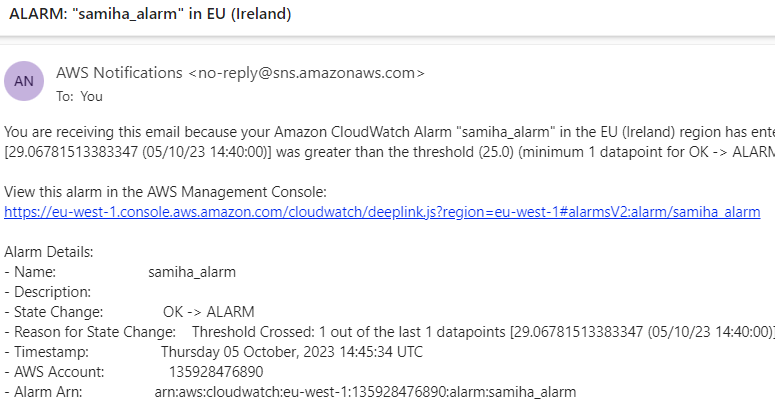 ALARM: "samiha_alarm" in EU (Ireland)
AN
AWS Notifications <no-reply@sns.amazonaws.com>
To: You
You are receiving this email because your Amazon CloudWatch Alarm "samiha_alarm" in the EU (Ireland) region has ente
[29.06781513383347 (05/10/23 14:40:00)] was greater than the threshold (25.0) (minimum 1 datapoint for OK -> ALARM
View this alarm in the AWS Management Console:
https://eu-west-1.console.aws.amazon.com/cloudwatch/deeplink.js?region=eu-west-1#alarmsV2:alarm/samiha_alarm
Alarm Details:
- Name: samiha_alarm
- Description:
- State Change: OK -> ALARM
- Reason for State Change: Threshold Crossed: 1 out of the last 1 datapoints [29.06781513383347 (05/10/23 14:40:00)]
- Timestamp: Thursday 05 October, 2023 14:45:34 UTC
- AWS Account: 135928476890
- Alarm Arn: arn:aws:cloudwatch:eu-west-1:135928476890:alarm:samiha_alarm